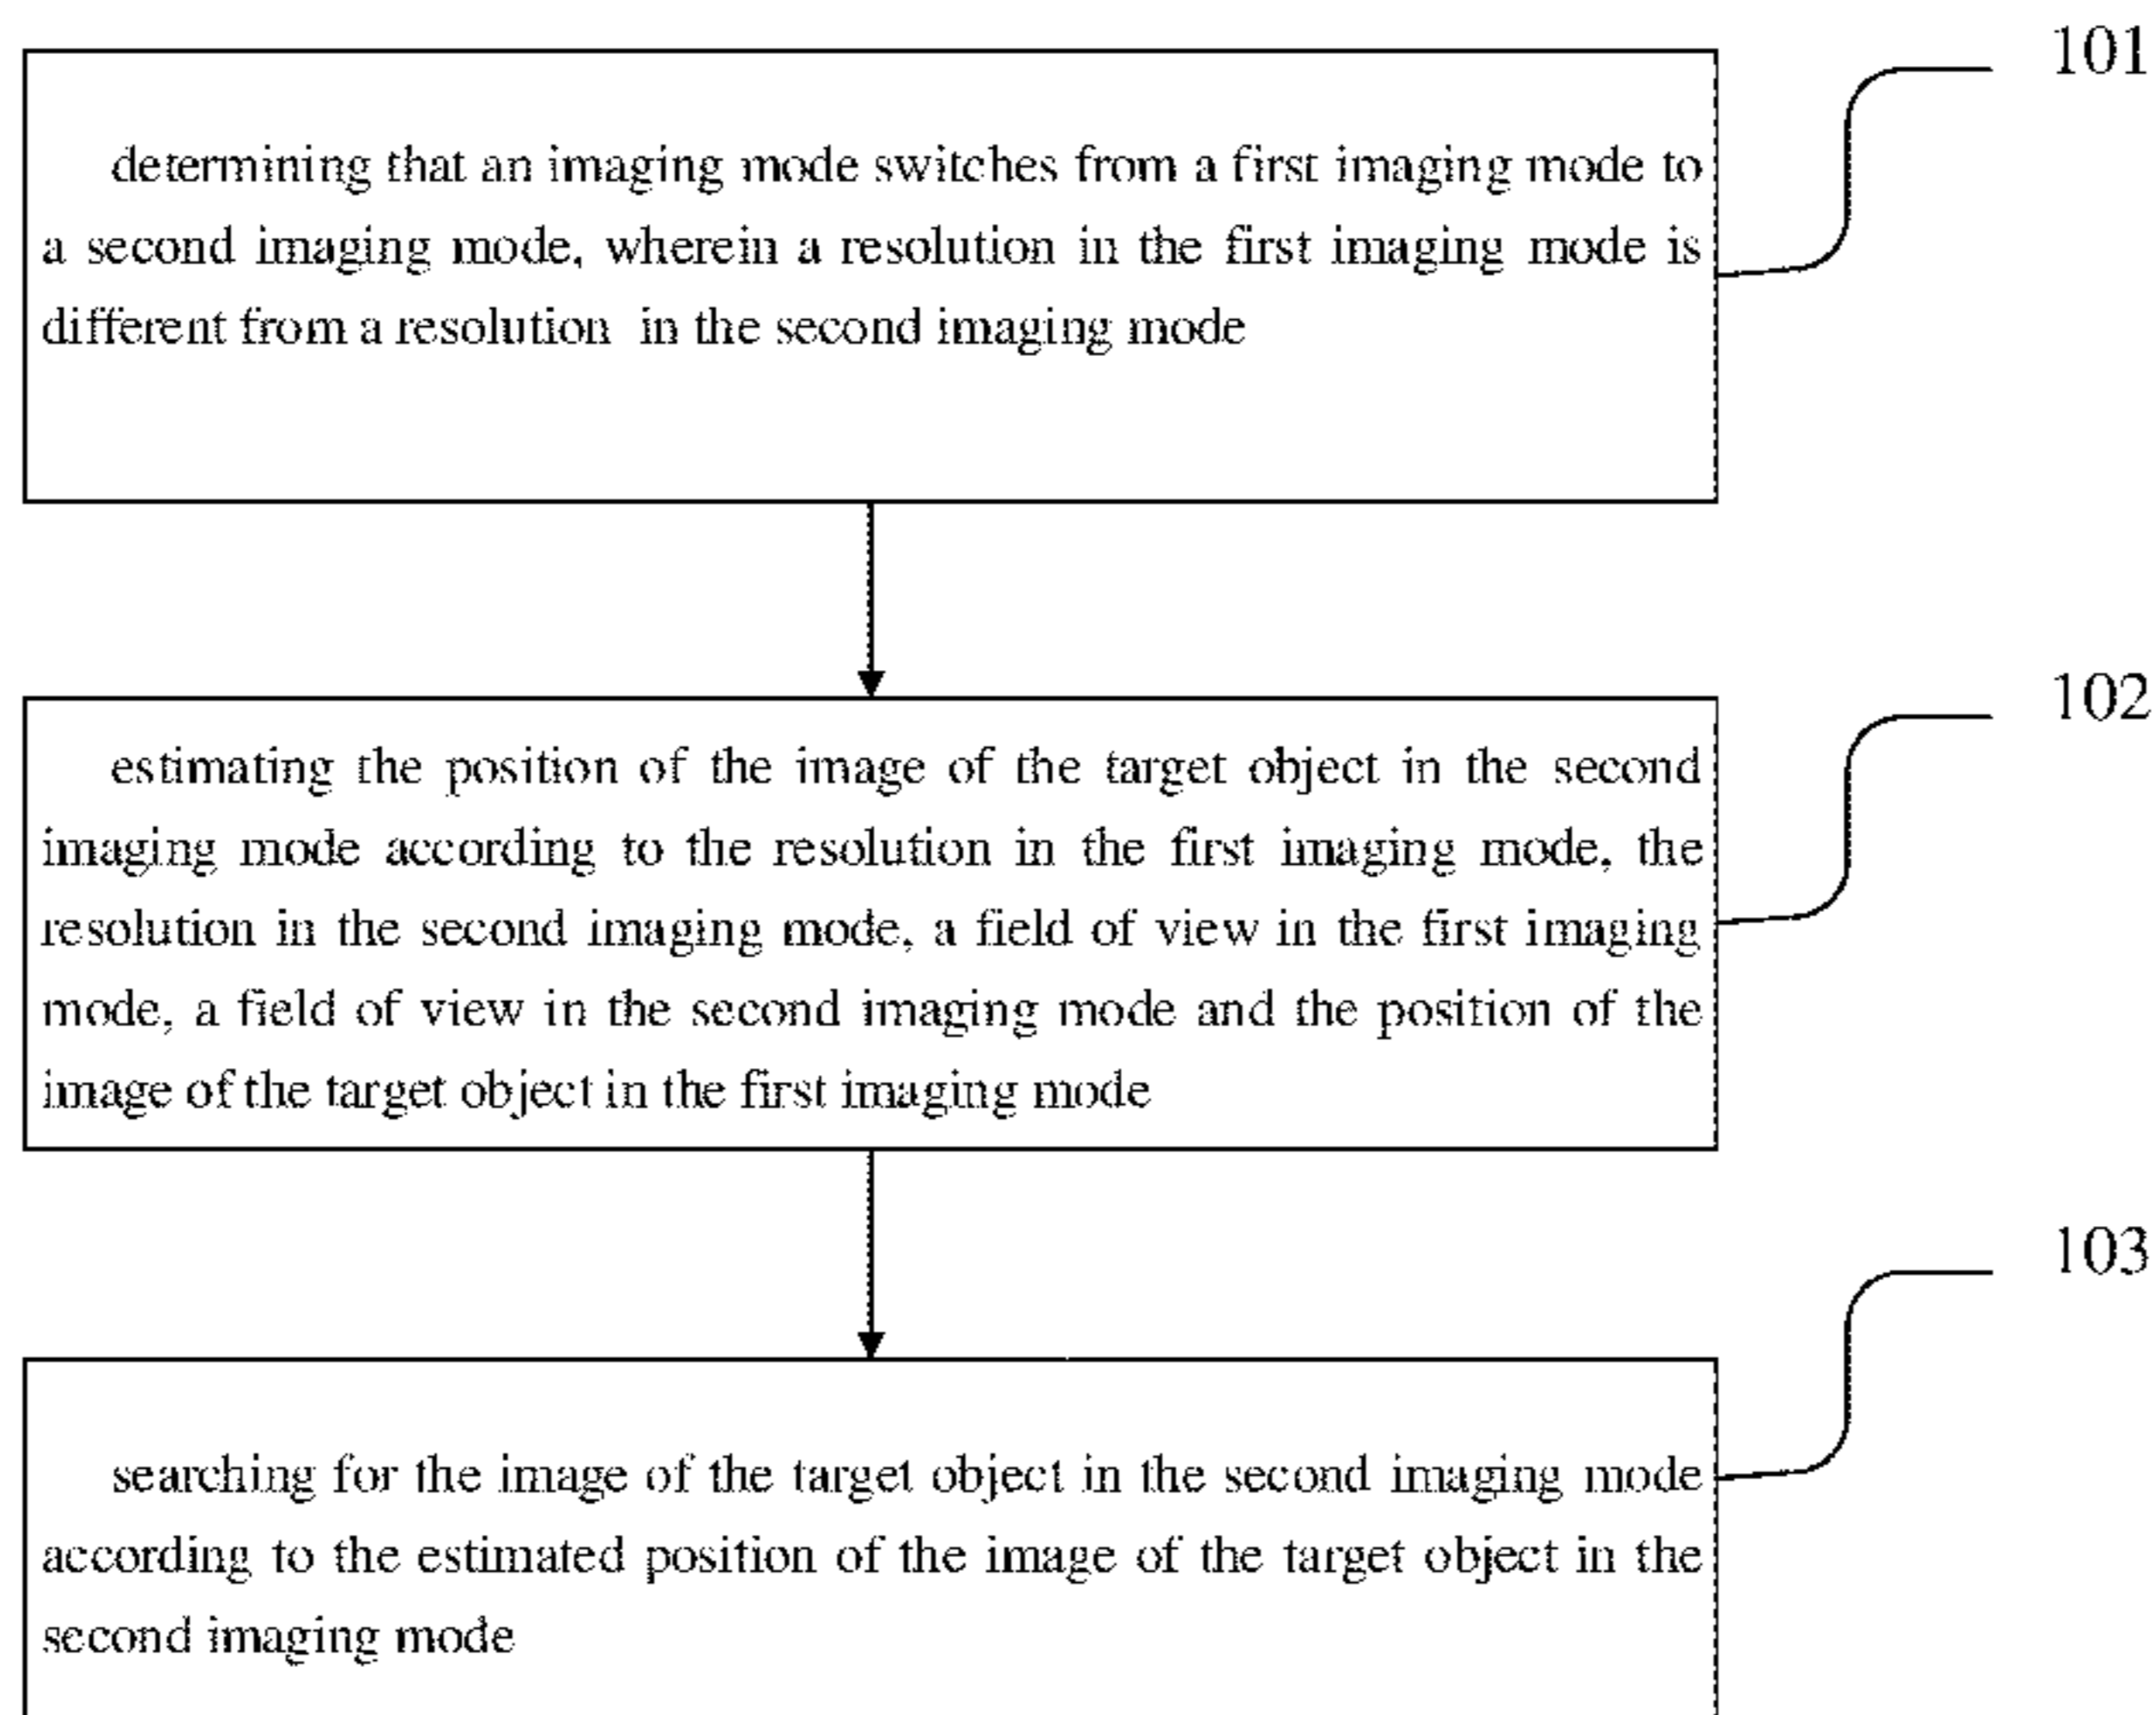 101
determining that an imaging mode switches from a first imaging mode to
a second imaging mode, wherein a resolution in the first imaging mode is
different from a resolution in the second imaging mode
102
estimating the position of the image of the target object in the second
imaging mode according to the resolution in the first imaging mode, the
resolution in the second imaging mode, a field of view in the first imaging
mode, a field of view in the second imaging mode and the position of the
image of the target object in the first imaging mode
103
searching for the image of the target object in the second imaging mode
according to the estimated position of the image of the target object in the
second imaging mode